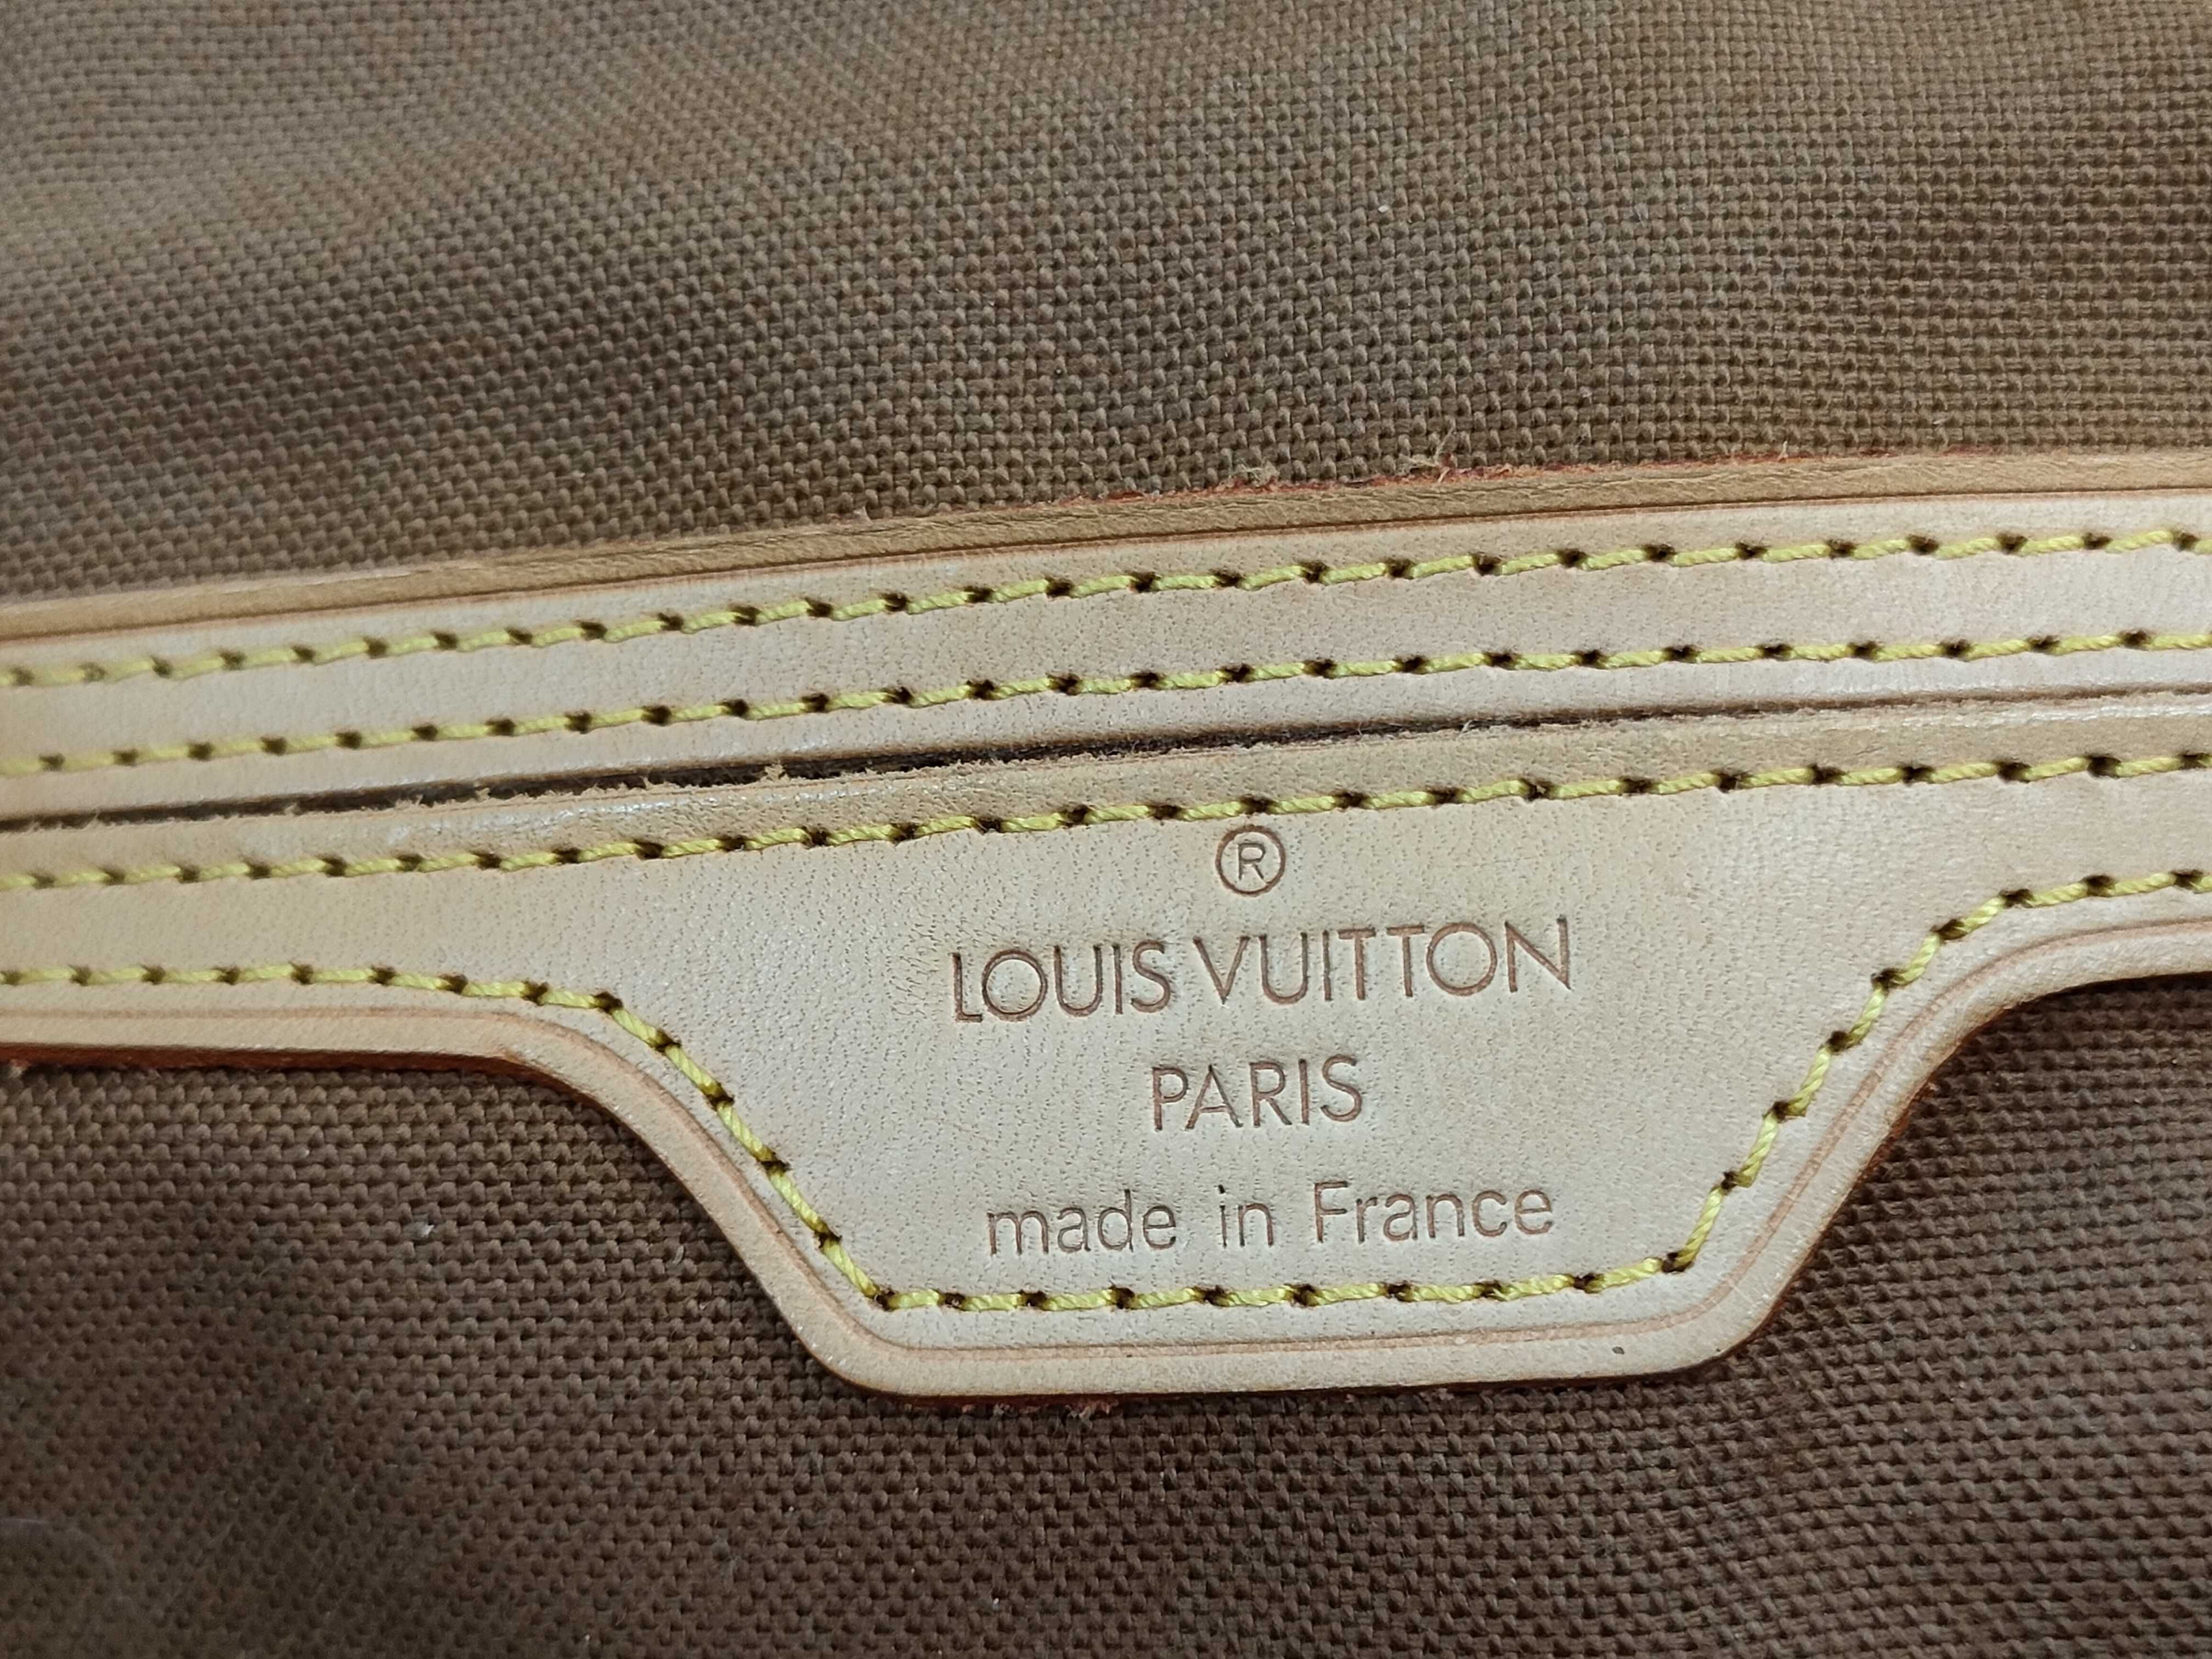 ®
LOUIS VUITTON
PARIS
made in France